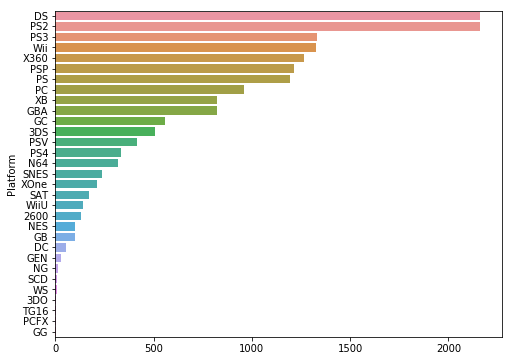 DS
PS2
PS3
Wii
X360
PSP
PS
PC
XB
GBA
GC
3DS
PSV
PS4
N64
SNES
XOne
SAT
WiiU
2600
NES
GB
DC
GEN
NG
SCD
WS
3DO
TG16
PCFX
GG
Platform
0 500 1000 1500 2000